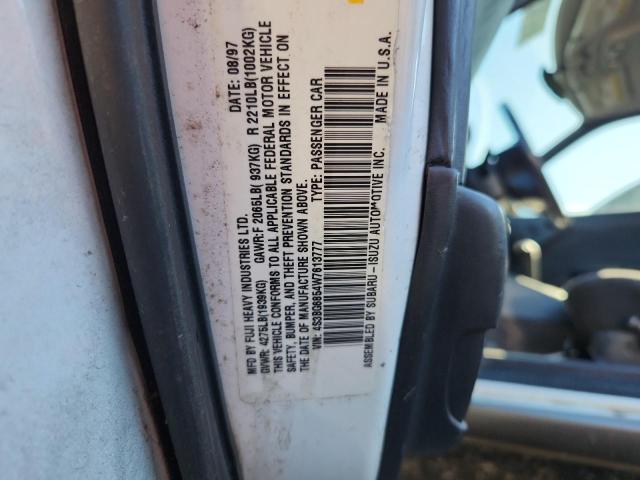 MFD BY FUJI HEAVY INDUSTRIES LTD. DATE: 08/97
GVWR: 4275LB(1939KG) GAWR:F 2065LB( 937KG) R 2210LB(1002KG)
THIS VEHICLE CONFORMS TO ALL APPLICABLE FEDERAL MOTOR VEHICLE
SAFETY, BUMPER, AND THEFT PREVENTION STANDARDS IN EFFECT ON
THE DATE OF MANUFACTURE SHOWN ABOVE.
VIN: 4S3BG6854W7613777 TYPE: PASSENGER CAR
ASSEMBLED BY SUBARU-ISUZU AUTOMOTIVE INC. MADE IN U.S.A.